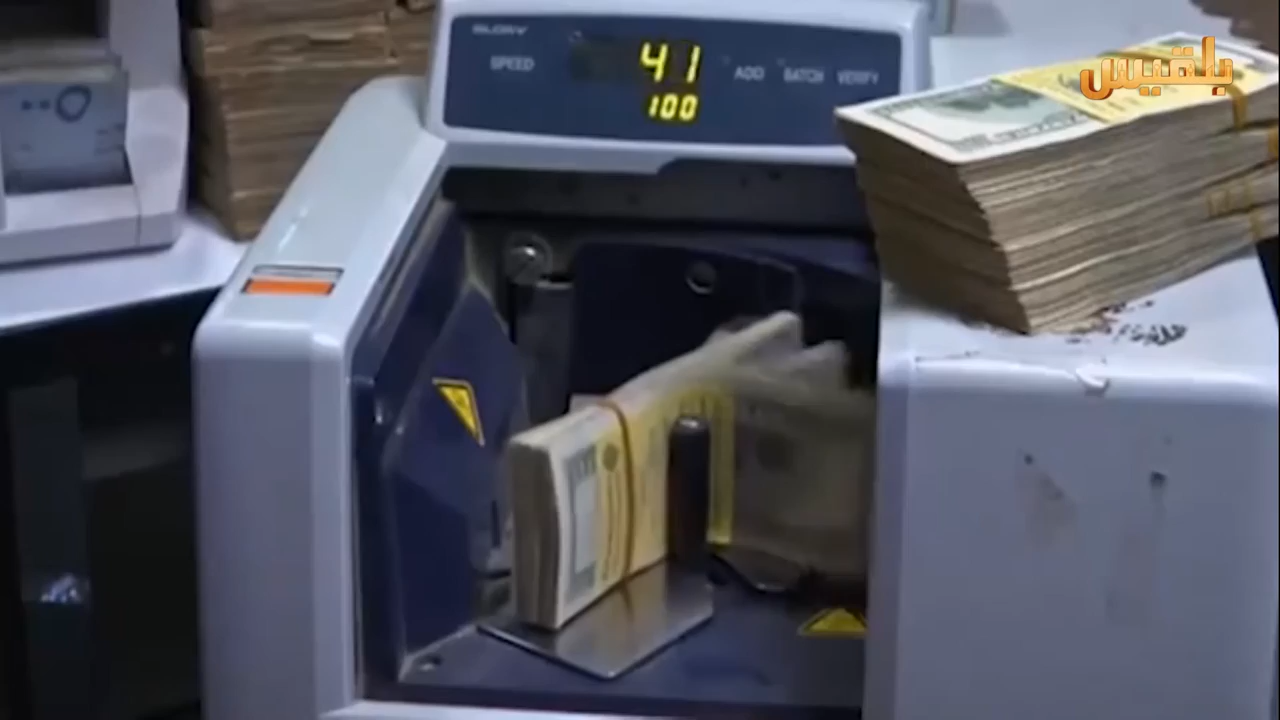 GLORY
بلقيس
41
SPEED
ADD
BATCH
VERIFY
100